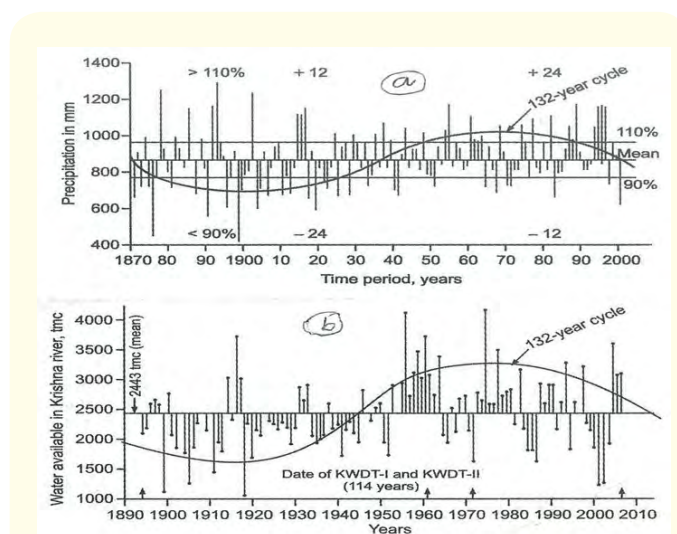 1400
1200
1000
800
600
400
Precipitation in mm
> 110% + 12 a + 24
132-year cycle
110%
Mean
90%
< 90% – 24 – 12
1870 80 90 1900 10 20 30 40 50 60 70 80 90 2000
Time period, years
4000
3500
3000
2500
2000
1500
1000
Water available in Krishna river, tmc
2443 tmc (mean)
b
132-year cycle
Date of KWDT-I and KWDT-II
(114 years)
1890 1900 1910 1920 1930 1940 1950 1960 1970 1980 1990 2000 2010
Years